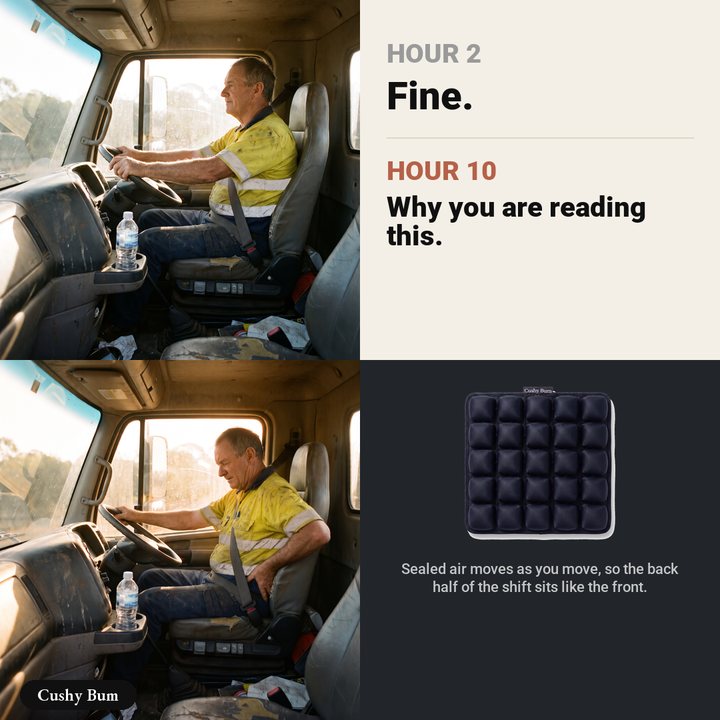 HOUR 2
Fine.
HOUR 10
Why you are reading
this.
Cushy Bum
Sealed air moves as you move, so the back
half of the shift sits like the front.
Cushy Bum